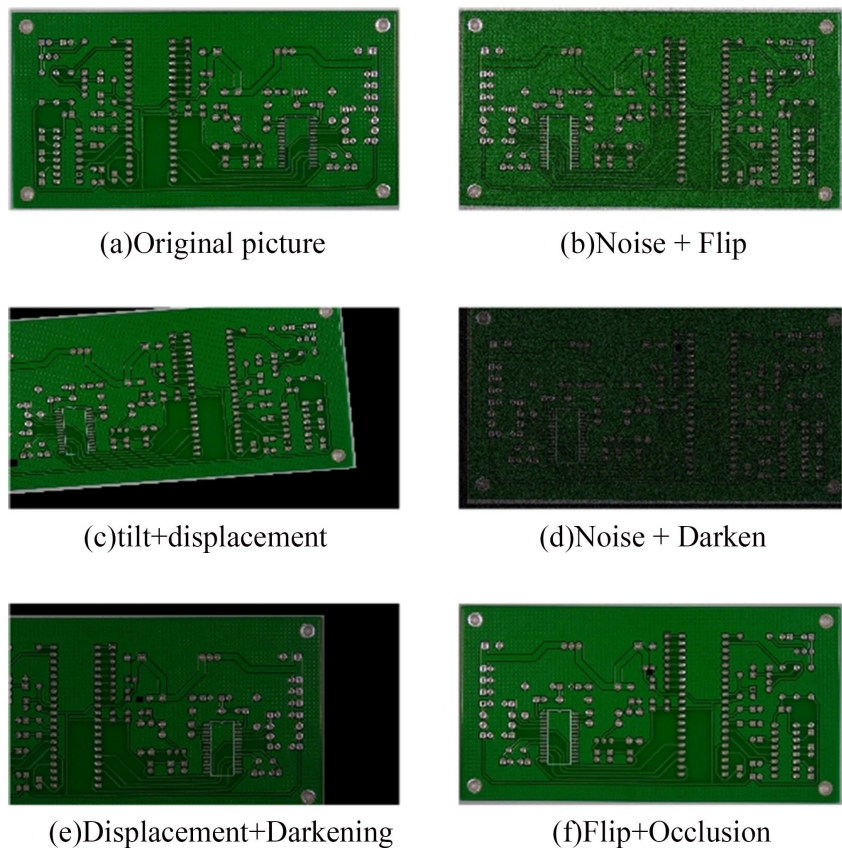 (a)Original picture
(b)Noise + Flip
(c)tilt+displacement
(d)Noise + Darken
(e)Displacement+Darkening
(f)Flip+Occlusion